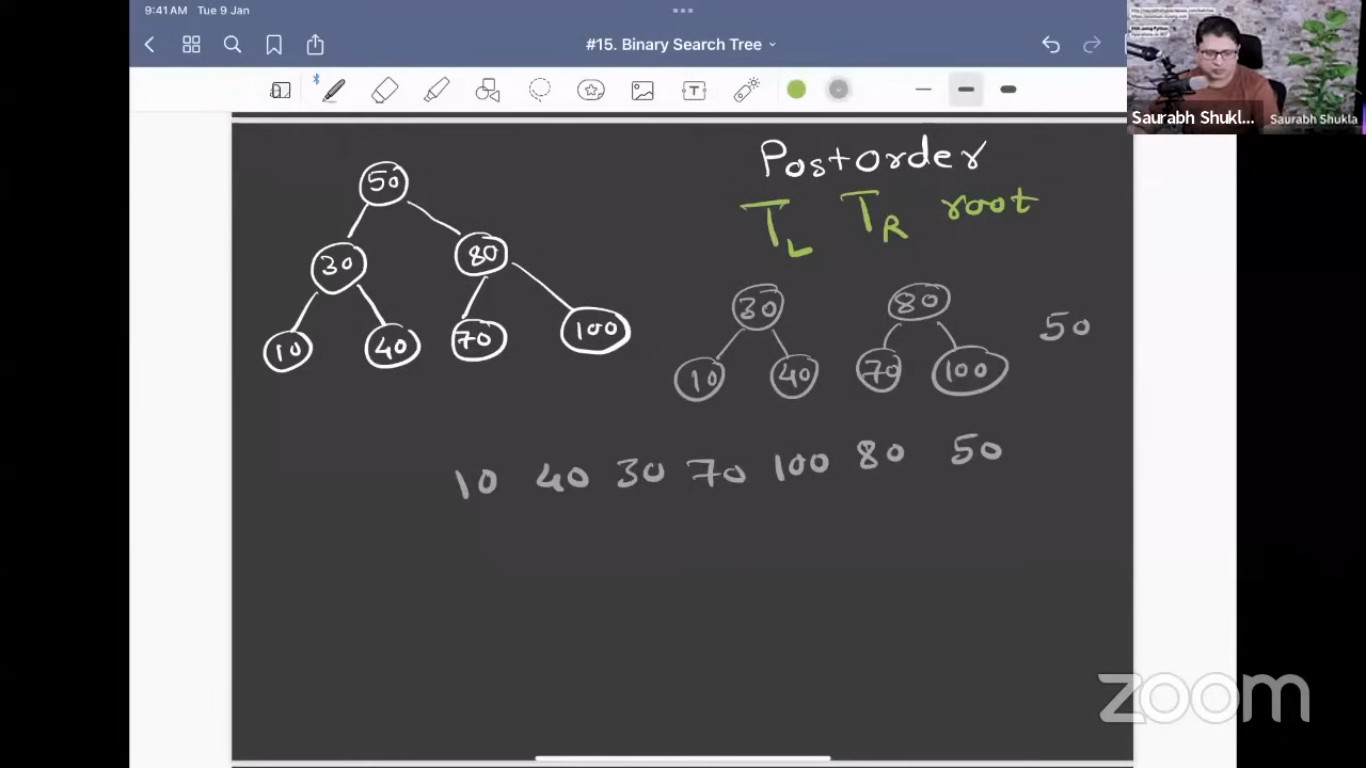 9:41 AM Tue 9 Jan
#15. Binary Search Tree
T
Saurabh Shukl...
Saurabh Shukla
Postorder
T_L T_R root
50
30 80
10 40 70 100
30 80 50
10 40 70 100
10 40 30 70 100 80 50
zoom